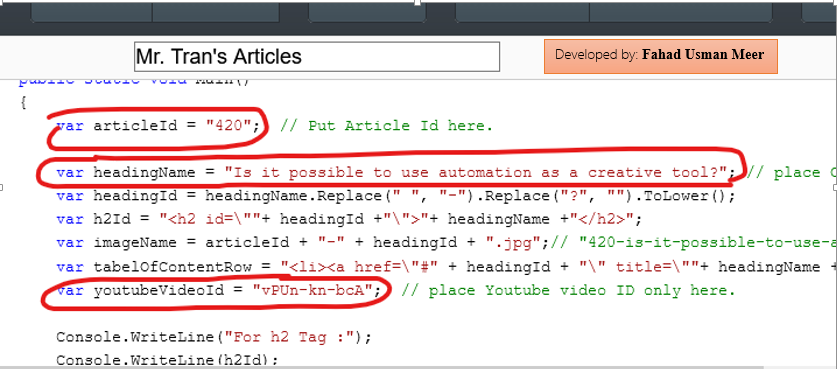 Mr. Tran's Articles
Developed by: Fahad Usman Meer
public static void Main()
{
var articleId = "420"; // Put Article Id here.
var headingName = "Is it possible to use automation as a creative tool?"; // place
var headingId = headingName.Replace(" ", "-").Replace("?", "").ToLower();
var h2Id = "<h2 id=\""+ headingId +"\">"+ headingName +"</h2>";
var imageName = articleId + "-" + headingId + ".jpg";// "420-is-it-possible-to-use-a
var tabelOfContentRow = "<li><a href=\"#" + headingId + "\" title=\""+ headingName +
var youtubeVideoId = "vPUn-kn-bcA"; // place Youtube video ID only here.
Console.WriteLine("For h2 Tag :");
Console.WriteLine(h2Id);